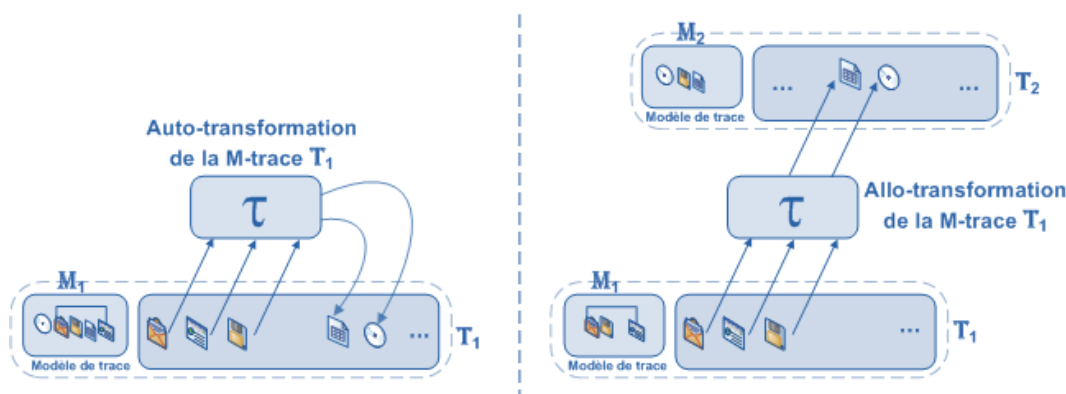 Auto-transformation
de la M-trace T₁
τ
M₁
Modèle de trace
...
T₁
M₂
...
...
Modèle de trace
T₂
τ
Allo-transformation
de la M-trace T₁
M₁
Modèle de trace
...
T₁